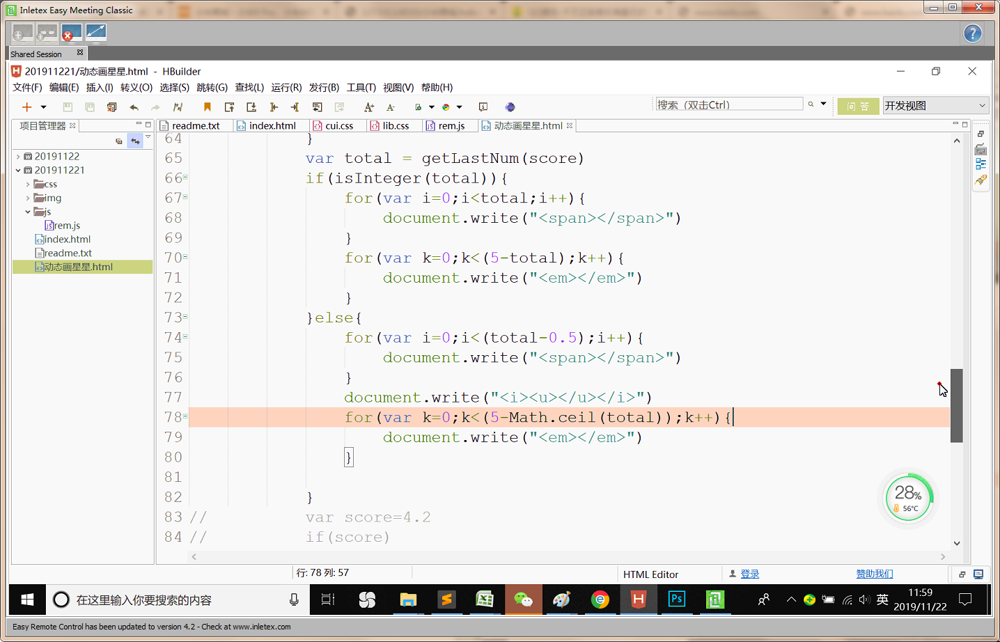 Inletex Easy Meeting Classic
Shared Session
201911221/动态画星星.html - HBuilder
文件(F) 编辑(E) 插入(I) 转义(O) 选择(S) 跳转(G) 查找(L) 运行(R) 发行(B) 工具(T) 视图(V) 帮助(H)
搜索（双击Ctrl）
问 答
开发视图
项目管理器
readme.txt index.html cui.css lib.css rem.js 动态画星星.html
20191122
201911221
css
img
js
rem.js
index.html
readme.txt
动态画星星.html
64 }
65 var total = getLastNum(score)
66 if(isInteger(total)){
67 for(var i=0;i<total;i++){
68 document.write("<span></span>")
69 }
70 for(var k=0;k<(5-total);k++){
71 document.write("<em></em>")
72 }
73 }else{
74 for(var i=0;i<(total-0.5);i++){
75 document.write("<span></span>")
76 }
77 document.write("<i><u></u></i>")
78 for(var k=0;k<(5-Math.ceil(total));k++){
79 document.write("<em></em>")
80 }
81
82 }
83 // var score=4.2
84 // if(score)
28%
56°C
行: 78 列: 57
HTML Editor
登录
赞助我们
在这里输入你要搜索的内容
英
11:59
2019/11/22
Easy Remote Control has been updated to version 4.2 - Check at www.inletex.com